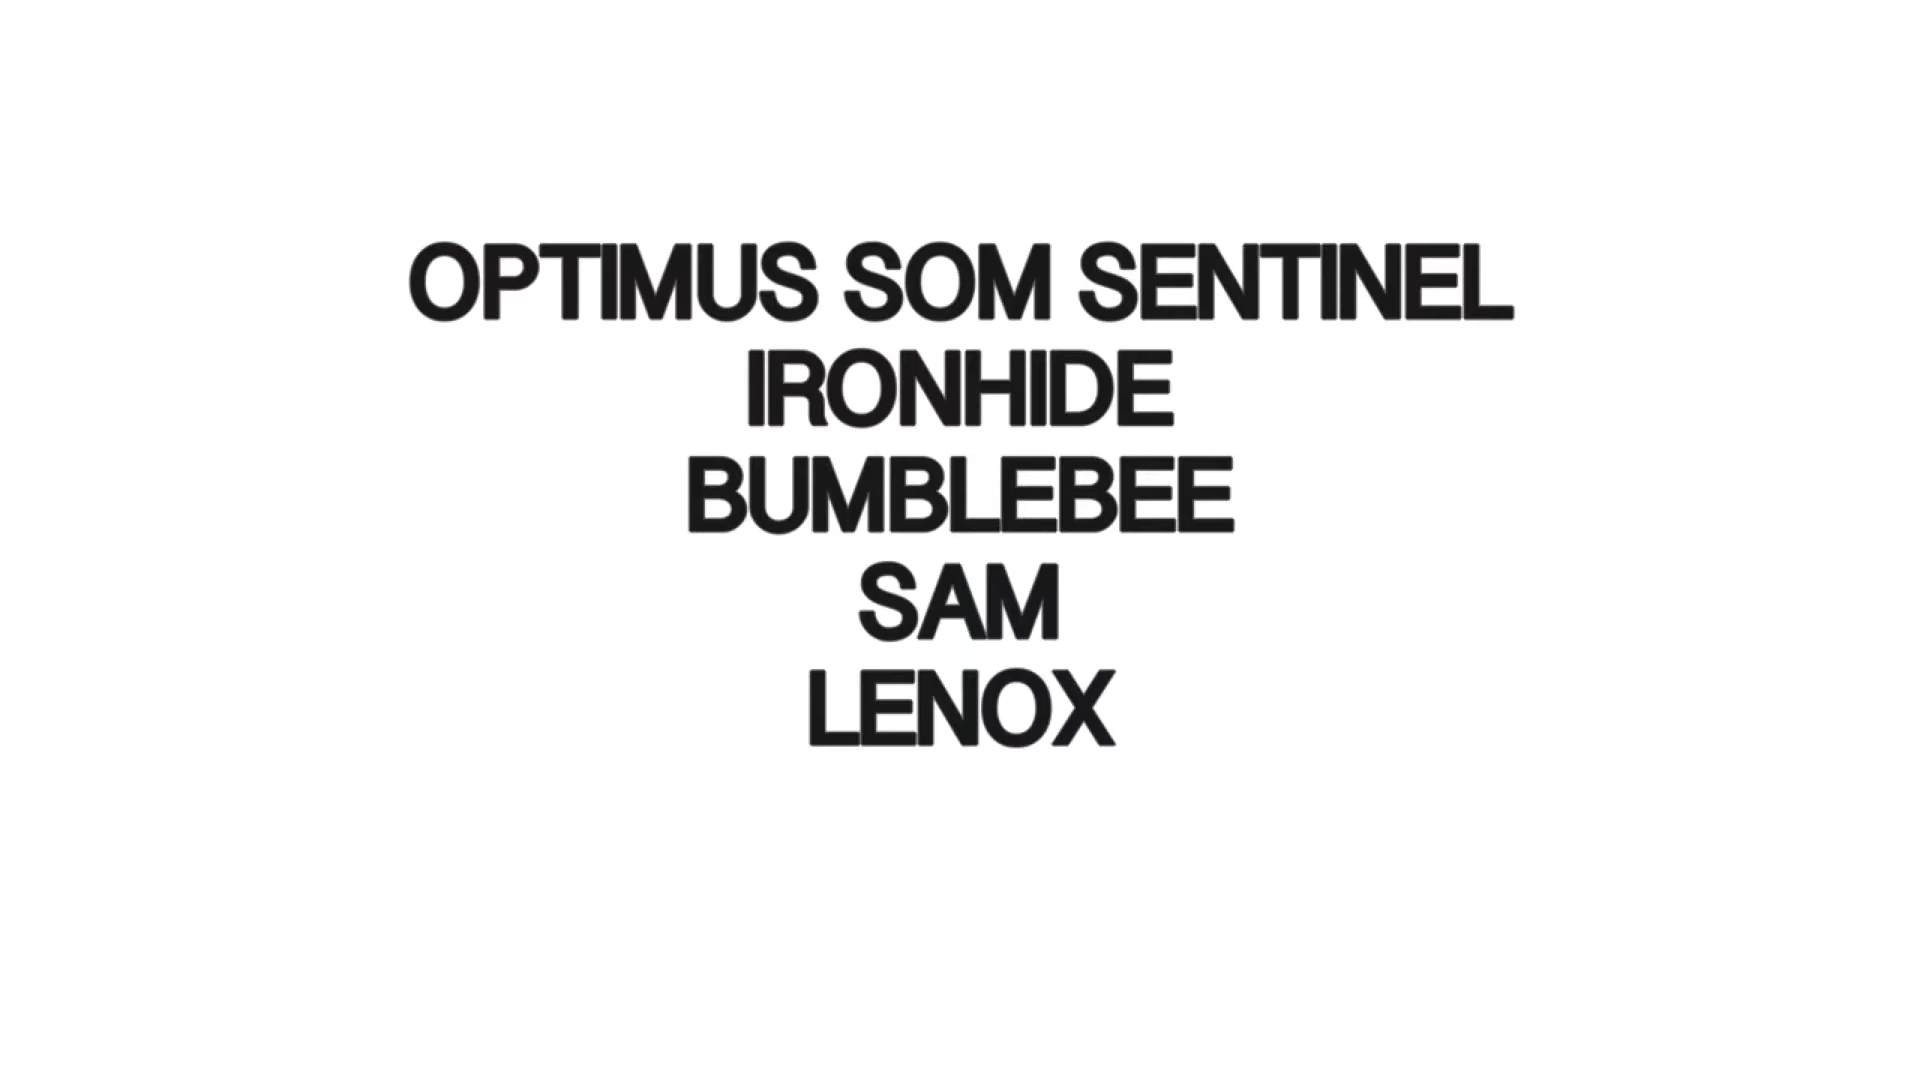 OPTIMUS SOM SENTINEL
IRONHIDE
BUMBLEBEE
SAM
LENOX